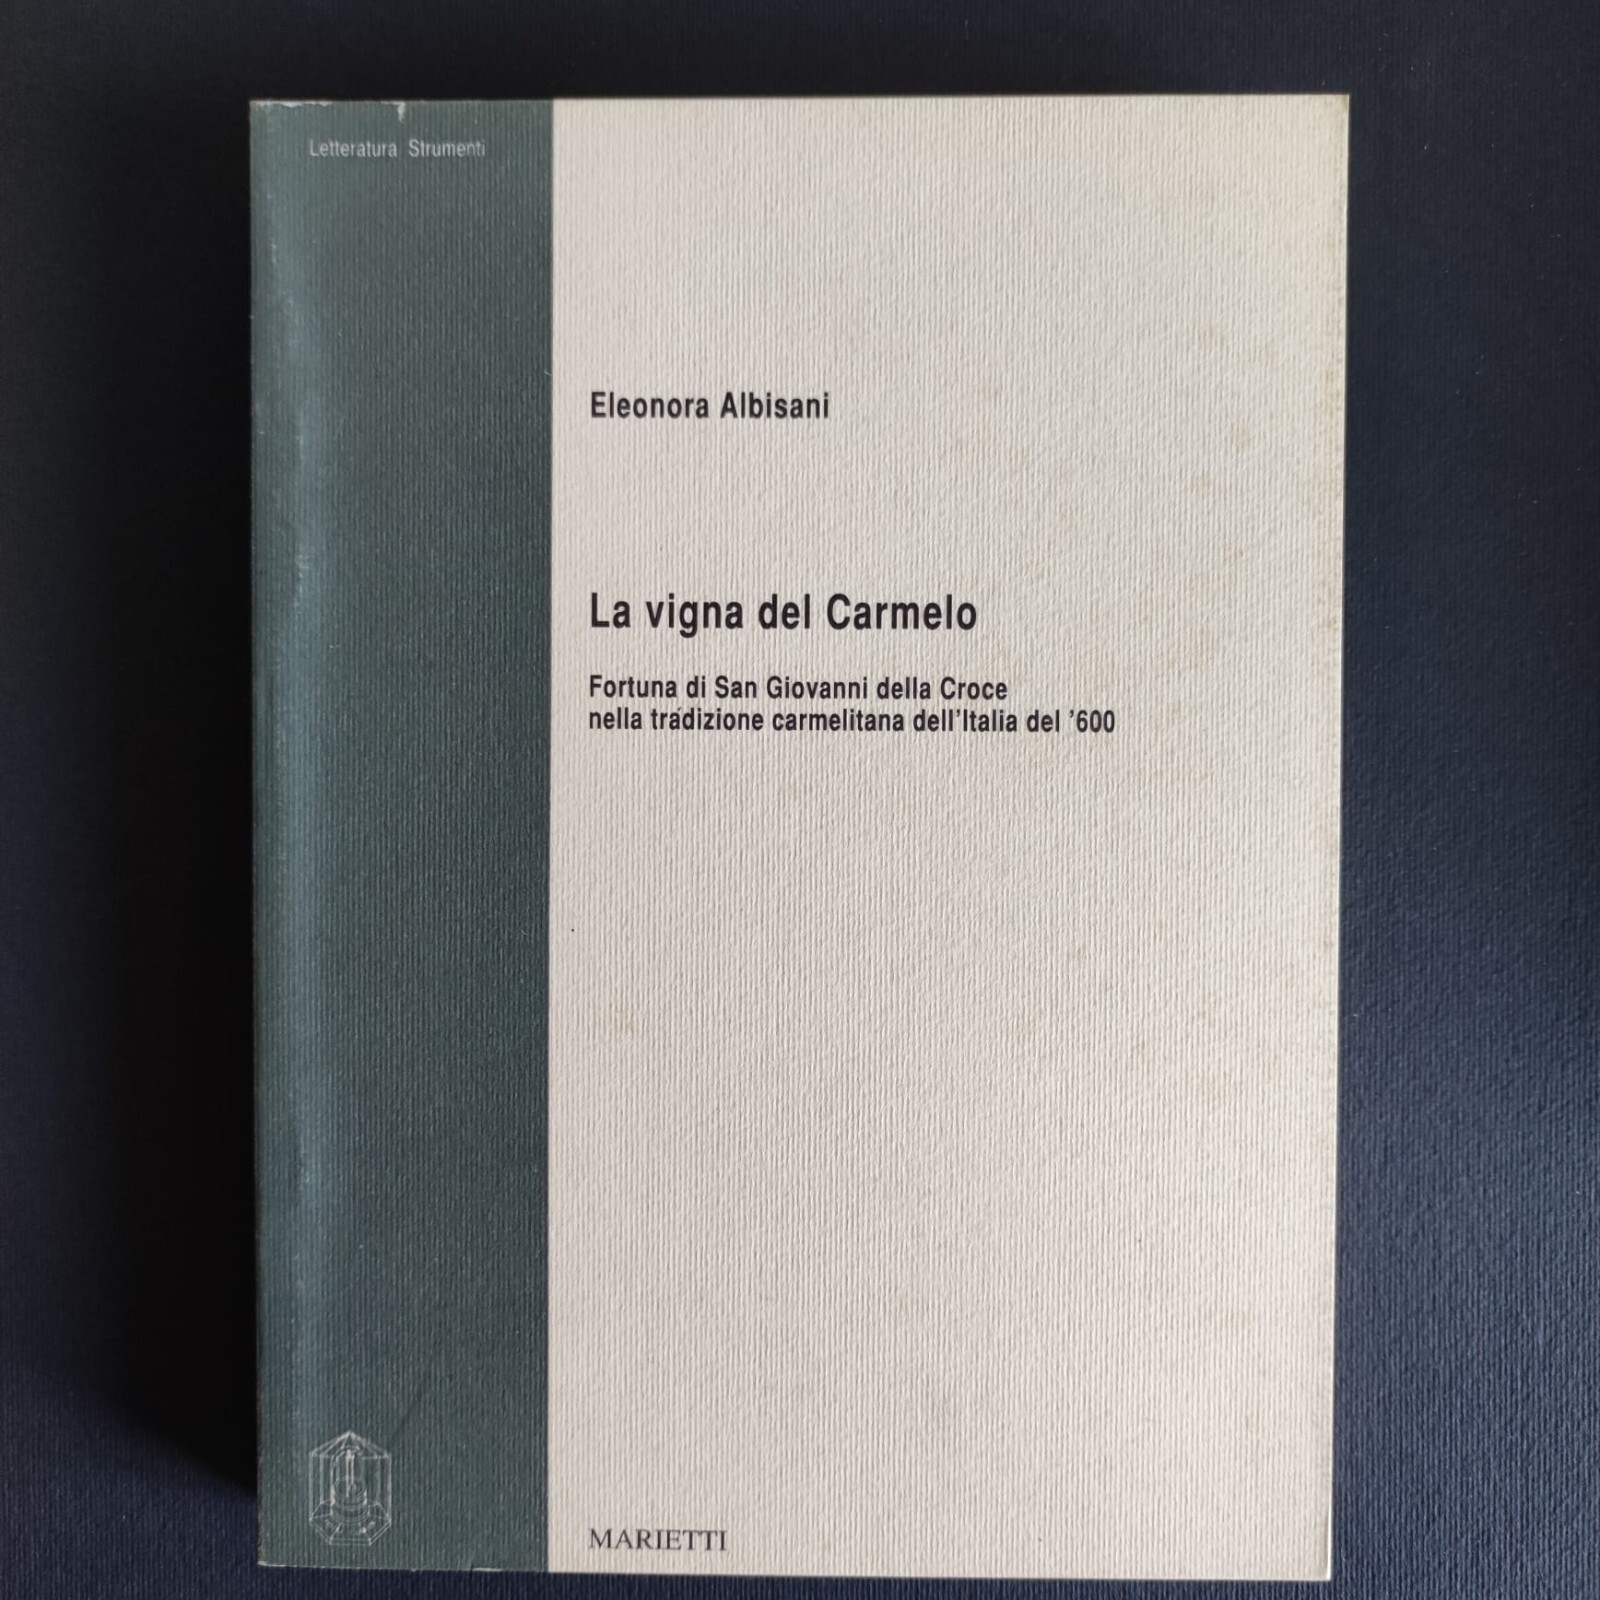 Letteratura Strumenti
Eleonora Albisani
La vigna del Carmelo
Fortuna di San Giovanni della Croce
nella tradizione carmelitana dell'Italia del '600
MARIETTI